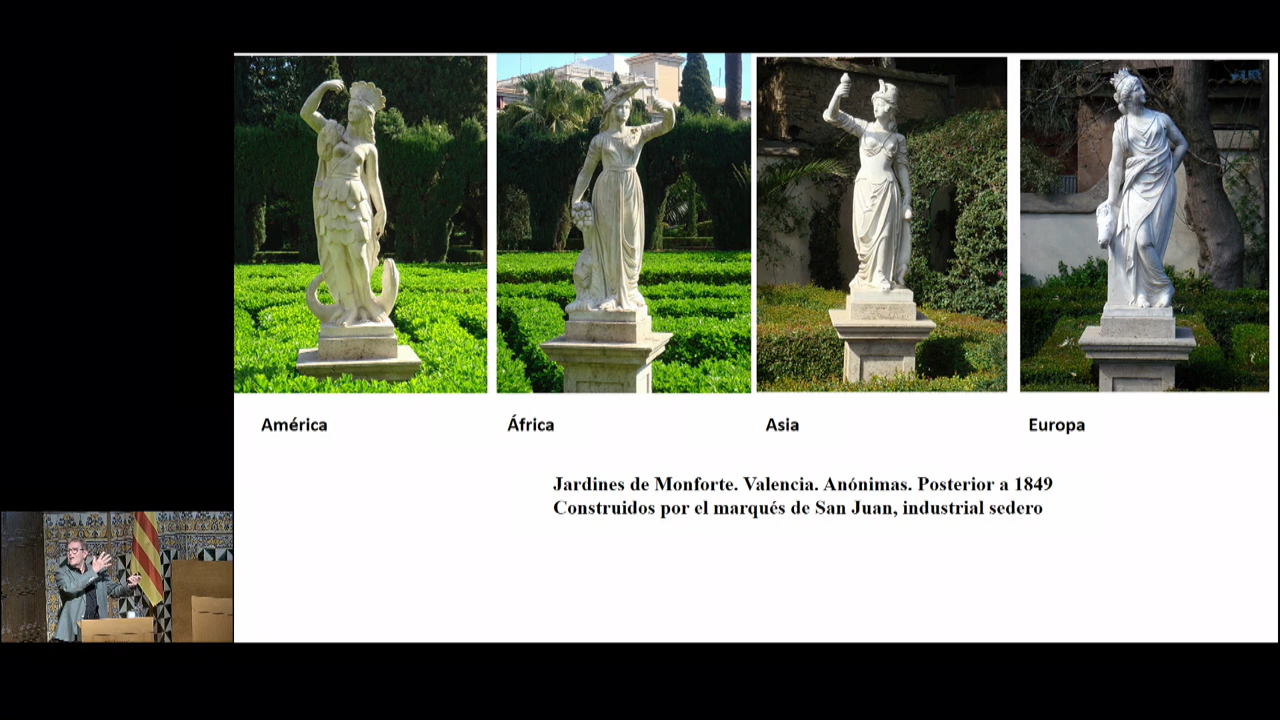 América
África
Asia
Europa
Jardines de Monforte. Valencia. Anónimas. Posterior a 1849
Construidos por el marqués de San Juan, industrial sedero